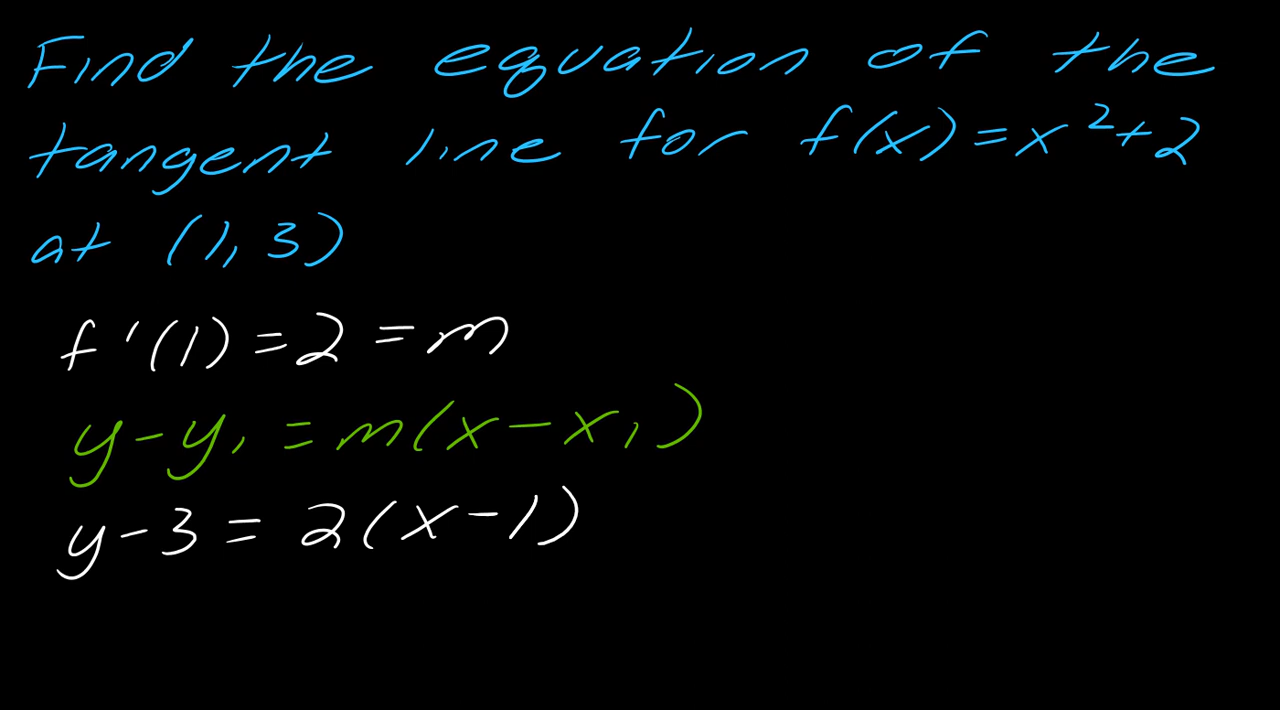 Find the equation of the
tangent line for f(x)=x²+2
at (1,3)
f'(1)=2=m
y-y₁=m(x-x₁)
y-3=2(x-1)